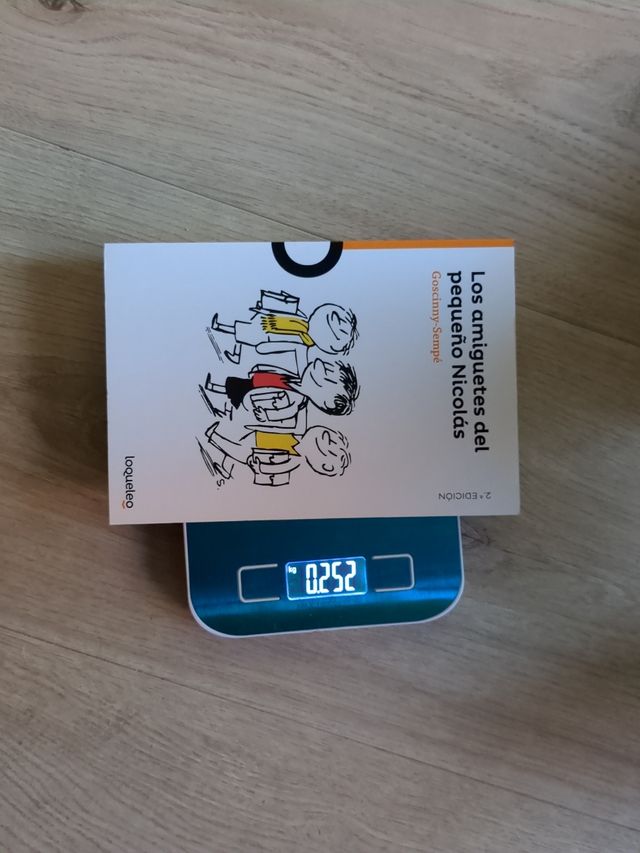 Los amiguetes del
pequeño Nicolás
Goscinny-Sempé
2.ª EDICIÓN
S.
loqueleo
kg
0.252